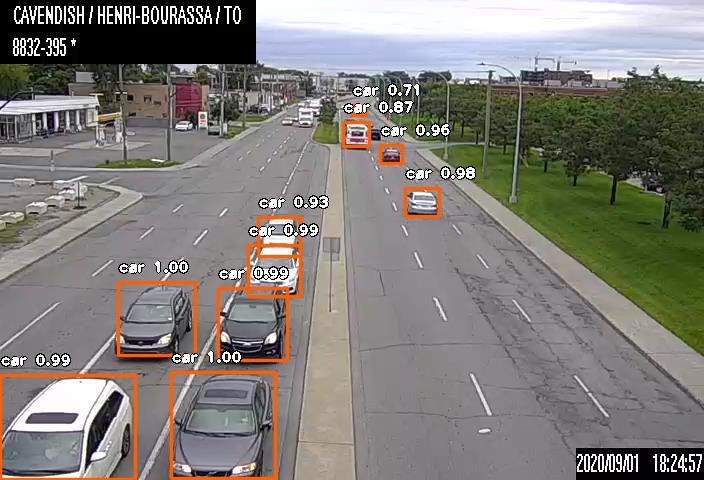 CAVENDISH / HENRI-BOURASSA / TO
8832-395 *
car 0.71
car 0.87
car 0.96
car 0.98
car 0.93
car 0.99
car 1.00
car 0.99
car 0.99
car 1.00
2020/09/01 18:24:57